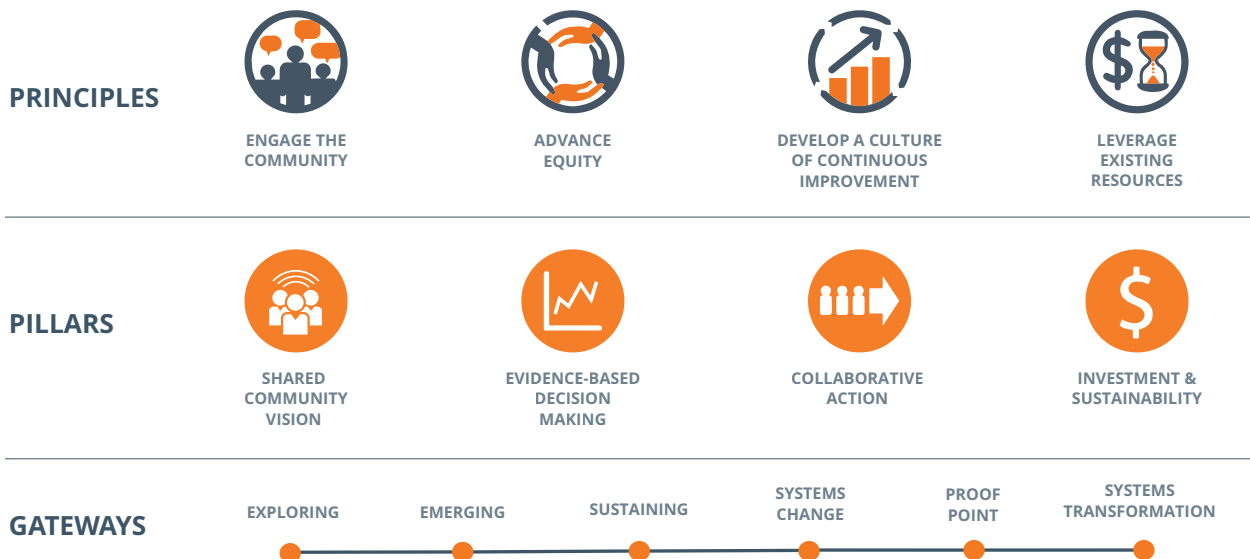 PRINCIPLES
ENGAGE THE
COMMUNITY
ADVANCE
EQUITY
DEVELOP A CULTURE
OF CONTINUOUS
IMPROVEMENT
LEVERAGE
EXISTING
RESOURCES
PILLARS
SHARED
COMMUNITY
VISION
EVIDENCE-BASED
DECISION
MAKING
COLLABORATIVE
ACTION
INVESTMENT &
SUSTAINABILITY
GATEWAYS
EXPLORING
EMERGING
SUSTAINING
SYSTEMS
CHANGE
PROOF
POINT
SYSTEMS
TRANSFORMATION